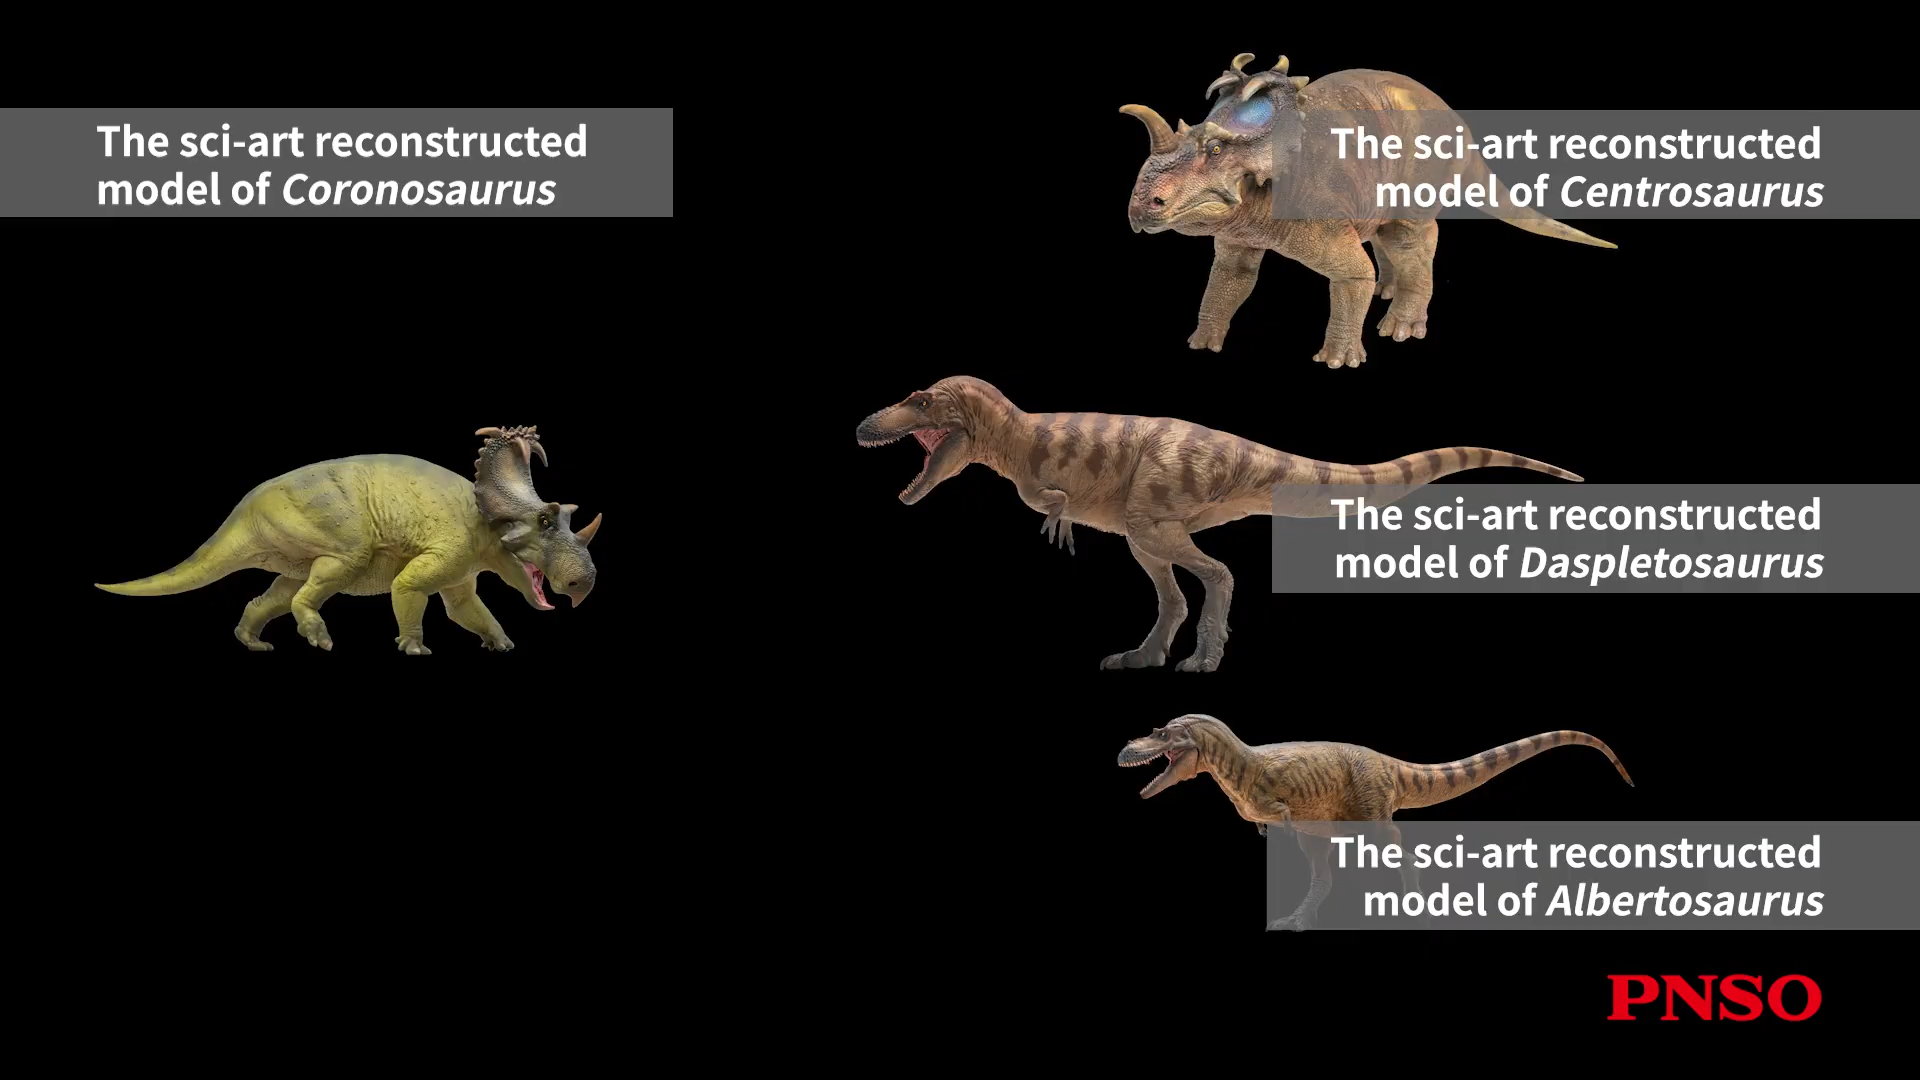 The sci-art reconstructed
model of Coronosaurus
The sci-art reconstructed
model of Centrosaurus
The sci-art reconstructed
model of Daspletosaurus
The sci-art reconstructed
model of Albertosaurus
PNSO